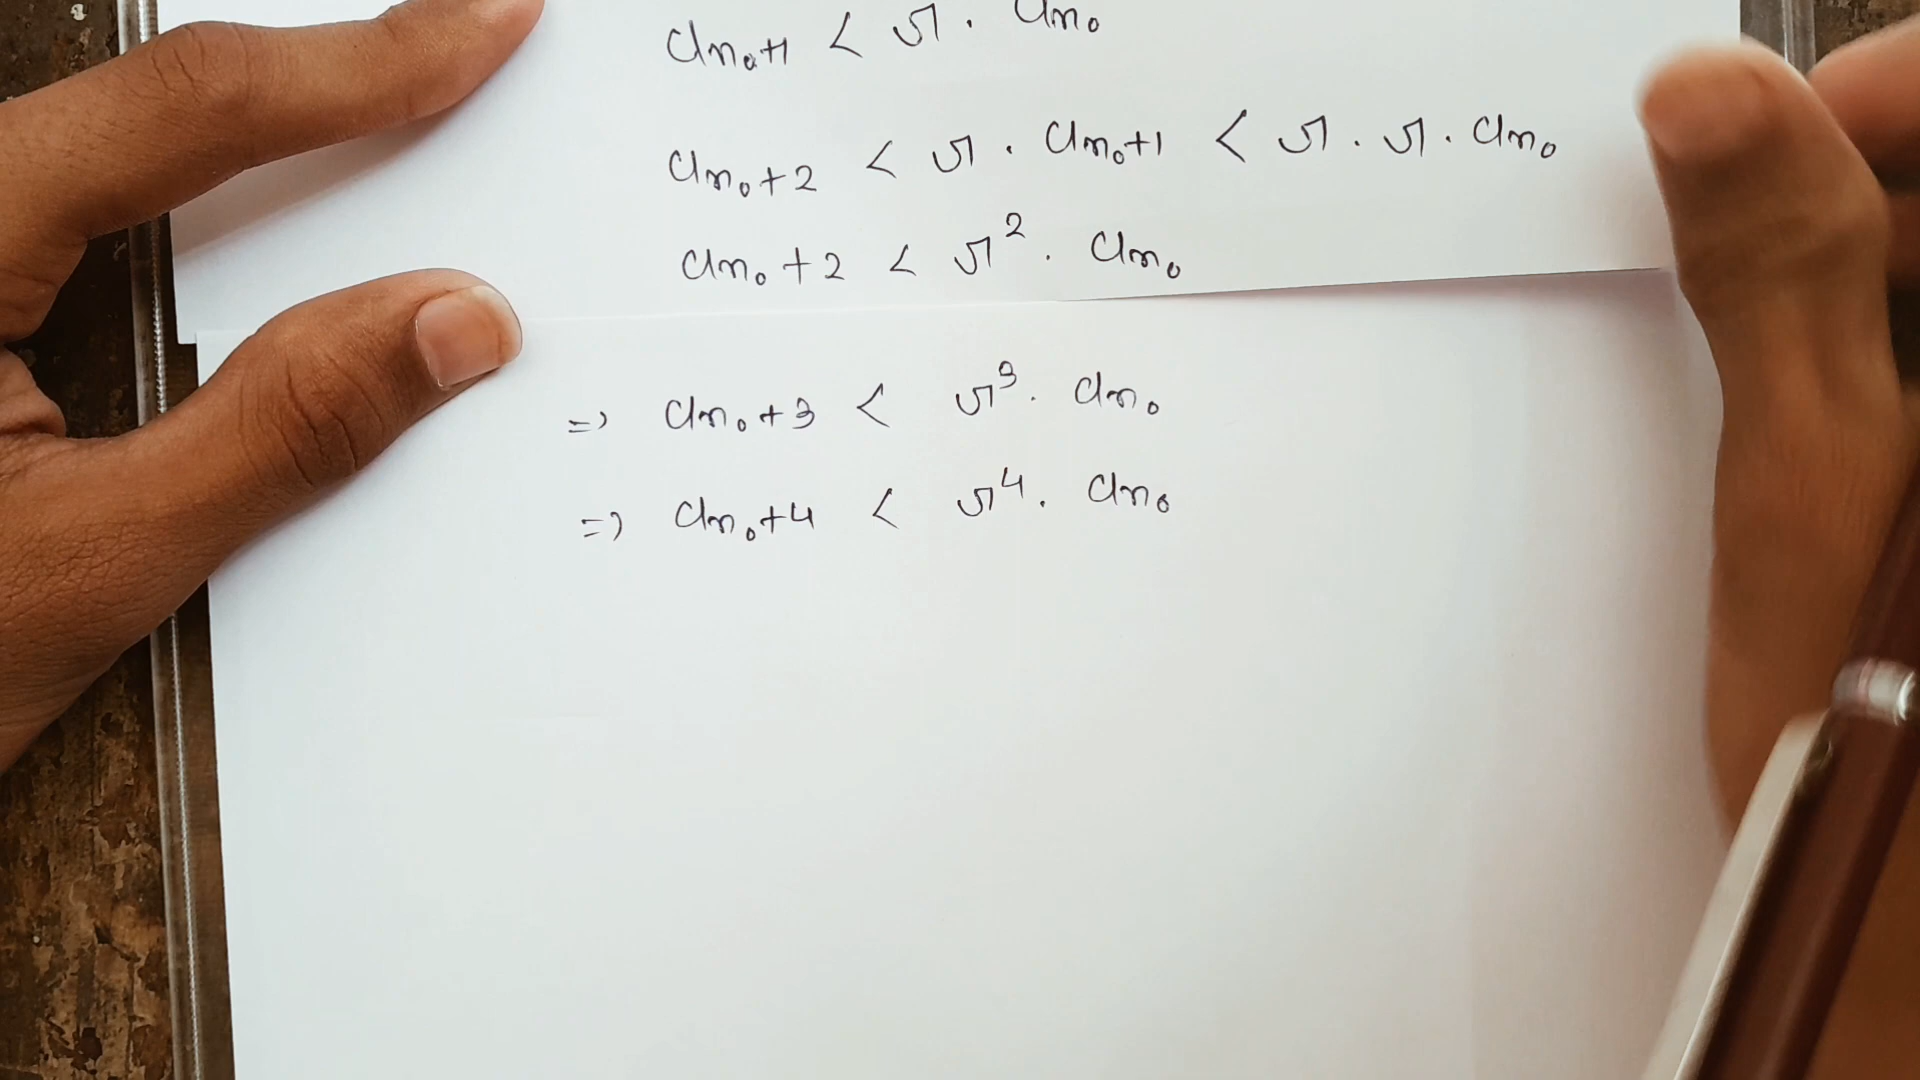 an₀+1 < r . an₀
an₀+2 < r . an₀+1 < r . r . an₀
an₀+2 < r² . an₀
=> an₀+3 < r³ . an₀
=> an₀+4 < r⁴ . an₀